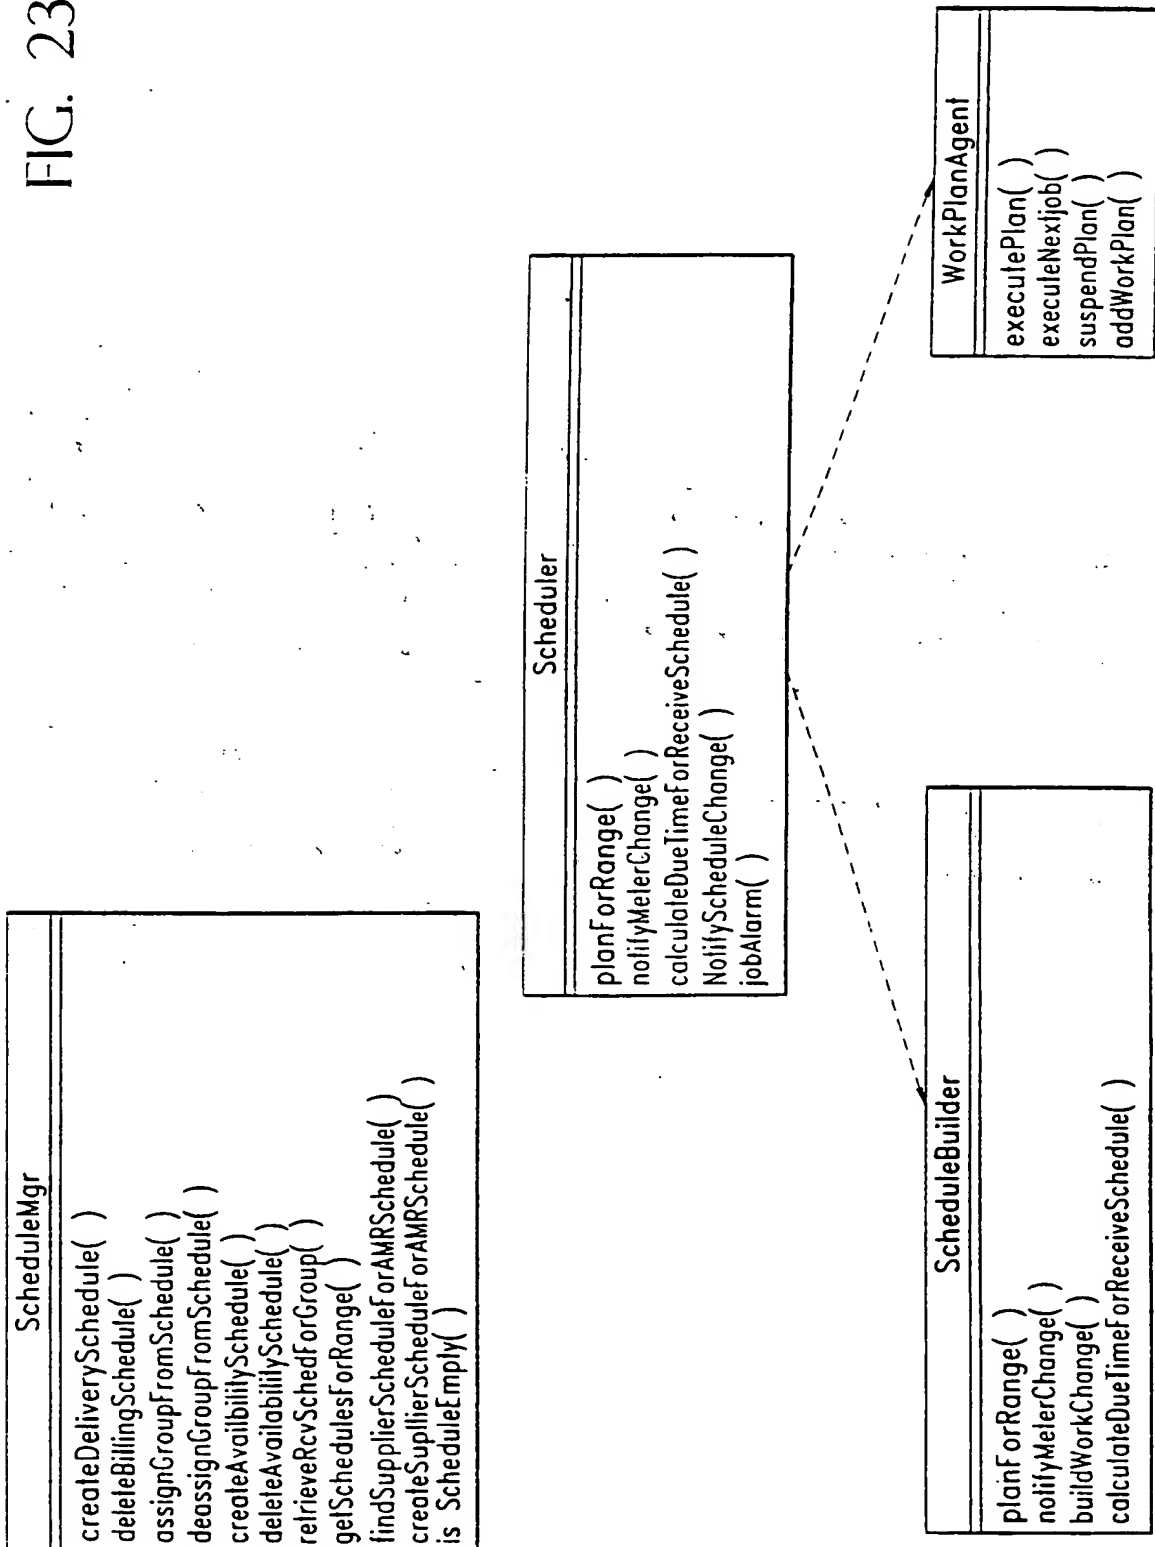 FIG. 23
ScheduleMgr
createDeliverySchedule( )
deleteBillingSchedule( )
assignGroupFromSchedule( )
deassignGroupFromSchedule( )
createAvailbilitySchedule( )
deleteAvailabilitySchedule( )
retrieveRcvSchedForGroup( )
getSchedulesForRange( )
findSupplierScheduleForAMRSchedule( )
createSupllierScheduleForAMRSchedule( )
is ScheduleEmpty( )
Scheduler
planForRange( )
notifyMeterChange( )
calculateDueTimeForReceiveSchedule( )
NotifyScheduleChange( )
jobAlarm( )
ScheduleBuilder
planForRange( )
notifyMeterChange( )
buildWorkChange( )
calculateDueTimeForReceiveSchedule( )
WorkPlanAgent
executePlan( )
executeNextjob( )
suspendPlan( )
addWorkPlan( )